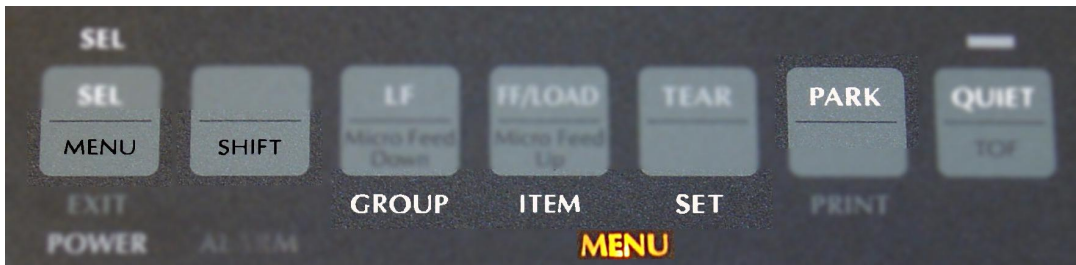 SEL
SEL LF FF/LOAD TEAR PARK QUIET
MENU SHIFT Micro Feed Down Micro Feed Up TOF
EXIT GROUP ITEM SET PRINT
POWER ALARM MENU